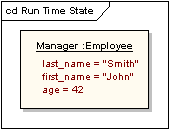 cd Run Time State
Manager :Employee
last_name = "Smith"
first_name = "John"
age = 42